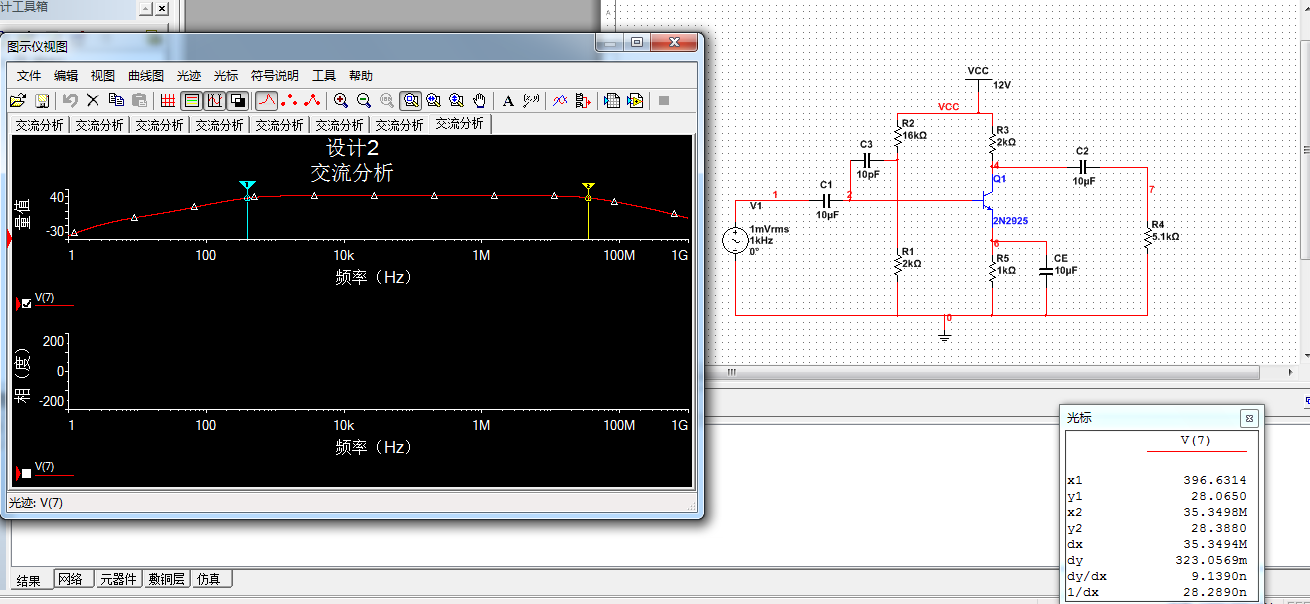 计工具箱
图示仪视图
文件 编辑 视图 曲线图 光迹 光标 符号说明 工具 帮助
交流分析 交流分析 交流分析 交流分析 交流分析 交流分析 交流分析 交流分析
设计2
交流分析
40
-30
量值
1 100 10k 1M 100M 1G
频率（Hz）
V(7)
200
0
-200
相（度）
1 100 10k 1M 100M 1G
频率（Hz）
V(7)
光迹: V(7)
结果 网络 元器件 敷铜层 仿真
VCC
12V
VCC
R2
16kΩ
R3
2kΩ
C3
10pF
4
C2
10µF
Q1
1
C1
10µF
2
7
V1
2N2925
1mVrms
1kHz
0°
R4
5.1kΩ
6
R1
2kΩ
R5
1kΩ
CE
10µF
0
光标
V(7)
x1 396.6314
y1 28.0650
x2 35.3498M
y2 28.3880
dx 35.3494M
dy 323.0569m
dy/dx 9.1390n
1/dx 28.2890n